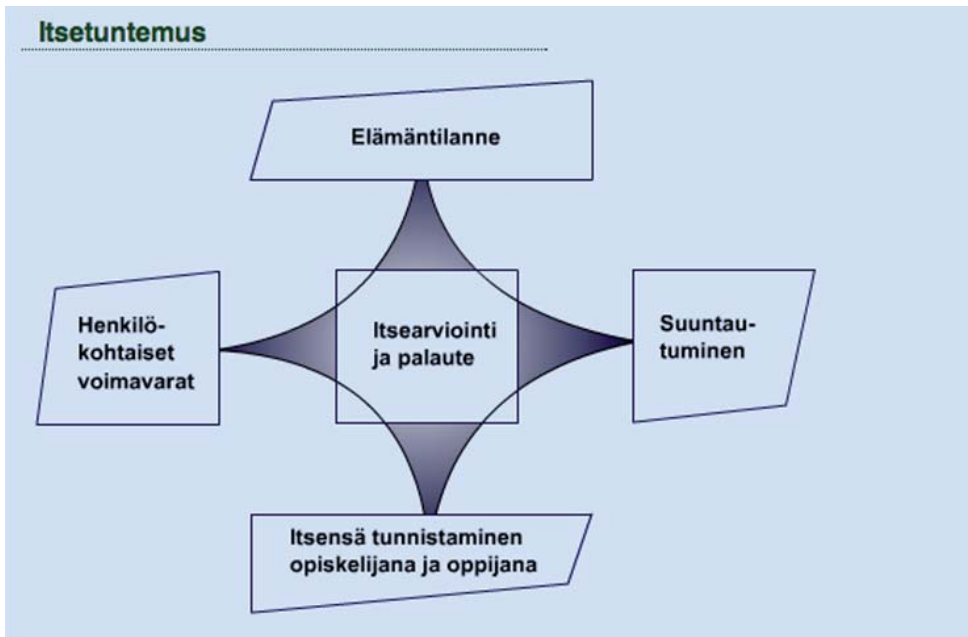 Itsetuntemus
Elämäntilanne
Henkilö-
kohtaiset
voimavarat
Itsearviointi
ja palaute
Suuntau-
tuminen
Itsensä tunnistaminen
opiskelijana ja oppijana